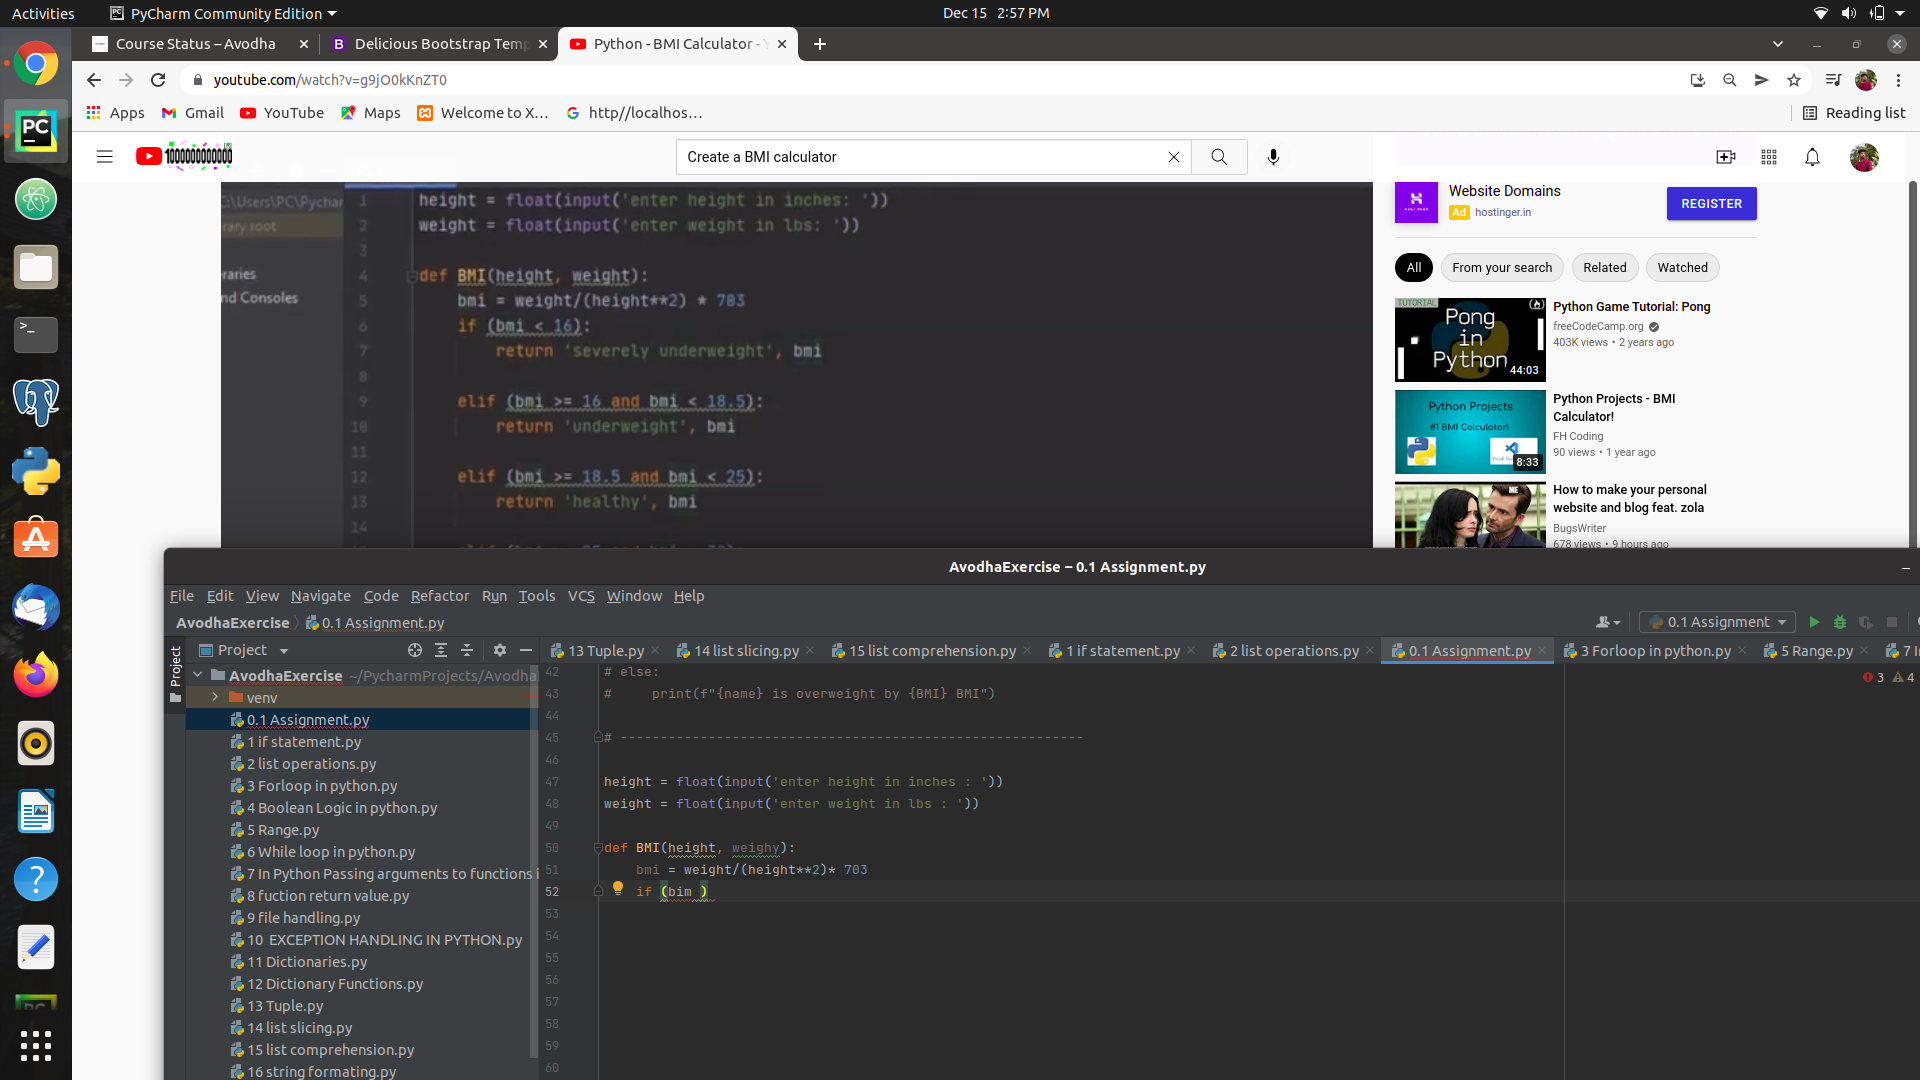 Activities
PyCharm Community Edition
Dec 15 2:57 PM
Course Status – Avodha
Delicious Bootstrap Temp
Python - BMI Calculator - Y
youtube.com/watch?v=g9jO0kKnZT0
Apps
Gmail
YouTube
Maps
Welcome to X...
http//localhos...
Reading list
1000000000000
Create a BMI calculator
C:\Users\PC\Pychar
rary root
raries
nd Consoles
1 height = float(input('enter height in inches: '))
2 weight = float(input('enter weight in lbs: '))
3
4 def BMI(height, weight):
5 bmi = weight/(height**2) * 703
6 if (bmi < 16):
7 return 'severely underweight', bmi
8
9 elif (bmi >= 16 and bmi < 18.5):
10 return 'underweight', bmi
11
12 elif (bmi >= 18.5 and bmi < 25):
13 return 'healthy', bmi
14
Website Domains
Ad hostinger.in
REGISTER
All
From your search
Related
Watched
TUTORIAL
Pong
in
Python
44:03
Python Game Tutorial: Pong
freeCodeCamp.org
403K views • 2 years ago
Python Projects
#1 BMI Calculator!
8:33
Python Projects - BMI
Calculator!
FH Coding
90 views • 1 year ago
How to make your personal
website and blog feat. zola
BugsWriter
678 views • 9 hours ago
AvodhaExercise – 0.1 Assignment.py
File Edit View Navigate Code Refactor Run Tools VCS Window Help
AvodhaExercise
0.1 Assignment.py
0.1 Assignment
Project
Project
13 Tuple.py
14 list slicing.py
15 list comprehension.py
1 if statement.py
2 list operations.py
0.1 Assignment.py
3 Forloop in python.py
5 Range.py
7 I
AvodhaExercise ~/PycharmProjects/Avodha
venv
0.1 Assignment.py
1 if statement.py
2 list operations.py
3 Forloop in python.py
4 Boolean Logic in python.py
5 Range.py
6 While loop in python.py
7 In Python Passing arguments to functions i
8 fuction return value.py
9 file handling.py
10 EXCEPTION HANDLING IN PYTHON.py
11 Dictionaries.py
12 Dictionary Functions.py
13 Tuple.py
14 list slicing.py
15 list comprehension.py
16 string formating.py
3
4
42 # else:
43 # print(f"{name} is overweight by {BMI} BMI")
44
45 # ----------------------------------------------------------
46
47 height = float(input('enter height in inches : '))
48 weight = float(input('enter weight in lbs : '))
49
50 def BMI(height, weighy):
51 bmi = weight/(height**2)* 703
52 if (bim )
53
54
55
56
57
58
59
60